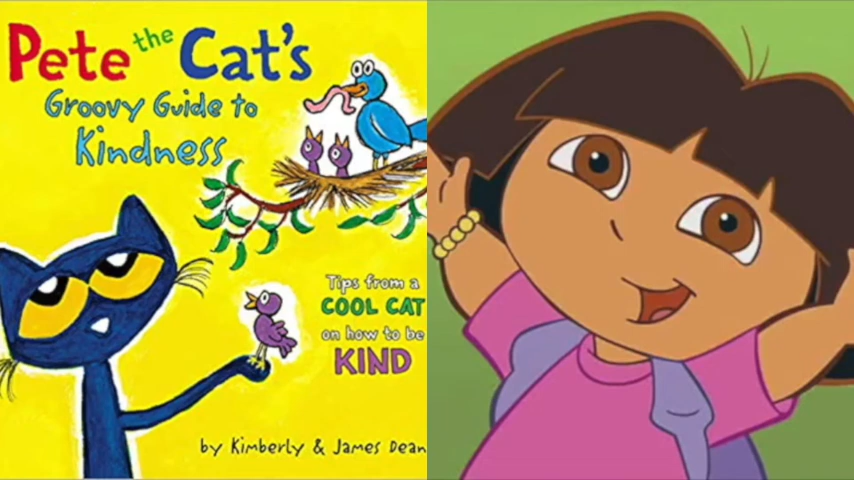 Pete the Cat's
Groovy Guide to
Kindness
Tips from a
COOL CAT
on how to be
KIND
by Kimberly & James Dean